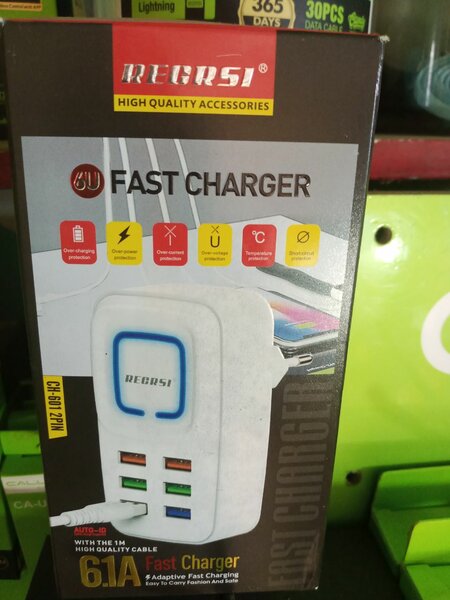 Lightning
365
DAYS
30PCS
DATA CABLE
REGRSI®
HIGH QUALITY ACCESSORIES
6U FAST CHARGER
Over-charging
protection
Over-power
protection
Over-current
protection
Over-voltage
protection
Temperature
protection
Short circuit
protection
REGRSI
CH-601 2PIN
FAST CHARGER
AUTO-ID
WITH THE 1M
HIGH QUALITY CABLE
6.1A Fast Charger
Adaptive Fast Charging
Easy To Carry Fashion And Safe